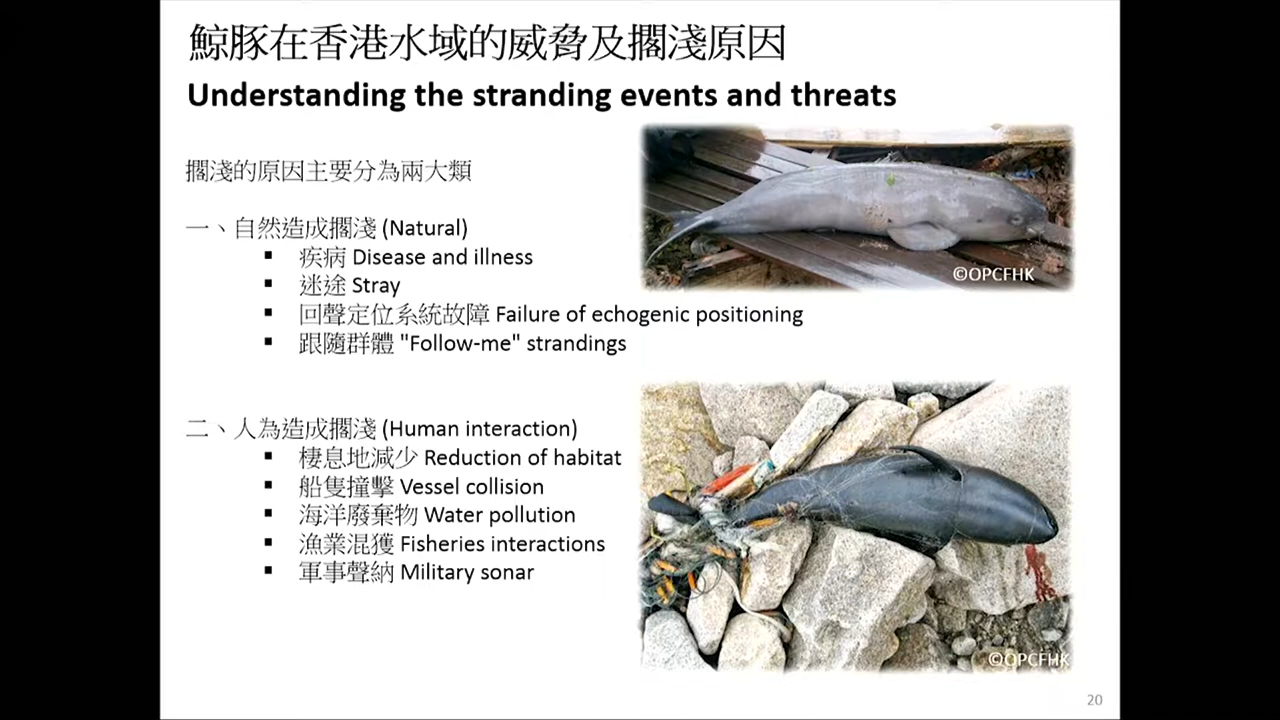 鯨豚在香港水域的威脅及擱淺原因
Understanding the stranding events and threats
擱淺的原因主要分為兩大類
一、自然造成擱淺 (Natural)
▪ 疾病 Disease and illness
▪ 迷途 Stray
▪ 回聲定位系統故障 Failure of echogenic positioning
▪ 跟隨群體 "Follow-me" strandings
二、人為造成擱淺 (Human interaction)
▪ 棲息地減少 Reduction of habitat
▪ 船隻撞擊 Vessel collision
▪ 海洋廢棄物 Water pollution
▪ 漁業混獲 Fisheries interactions
▪ 軍事聲納 Military sonar
©OPCFHK
©OPCFHK
20